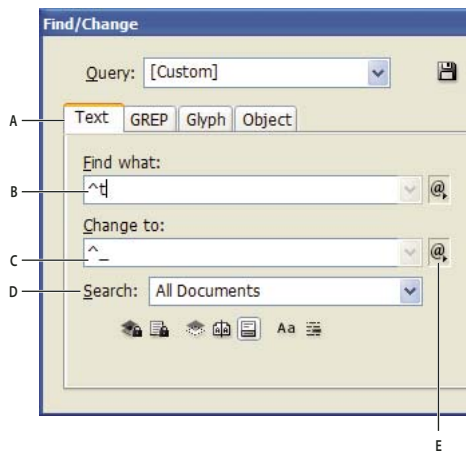 Find/Change
Query: [Custom]
A Text GREP Glyph Object
Find what:
B ^t @
Change to:
C ^_ @
D Search: All Documents
Aa
E